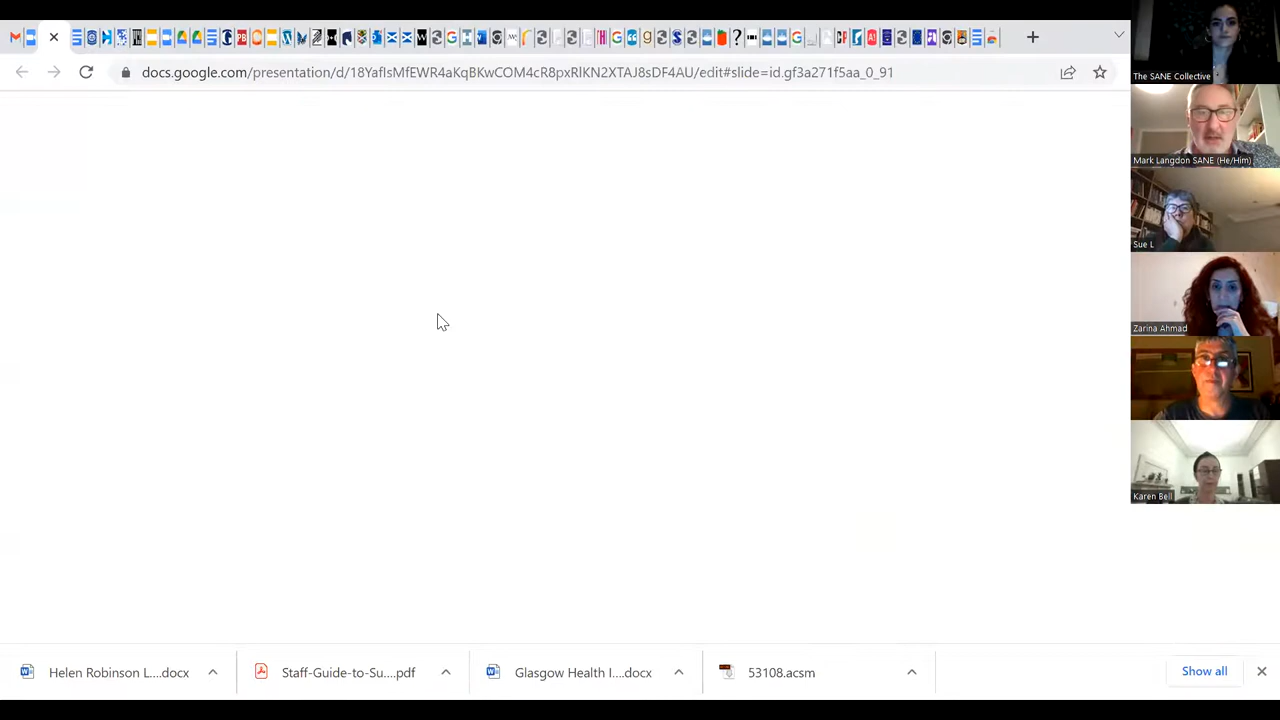 docs.google.com/presentation/d/18YafIsMfEWR4aKqBKwCOM4cR8pxRlKN2XTAJ8sDF4AU/edit#slide=id.gf3a271f5aa_0_91
The SANE Collective
Mark Langdon SANE (He/Him)
Sue L
Zarina Ahmad
Karen Bell
Helen Robinson L....docx
Staff-Guide-to-Su....pdf
Glasgow Health I....docx
53108.acsm
Show all